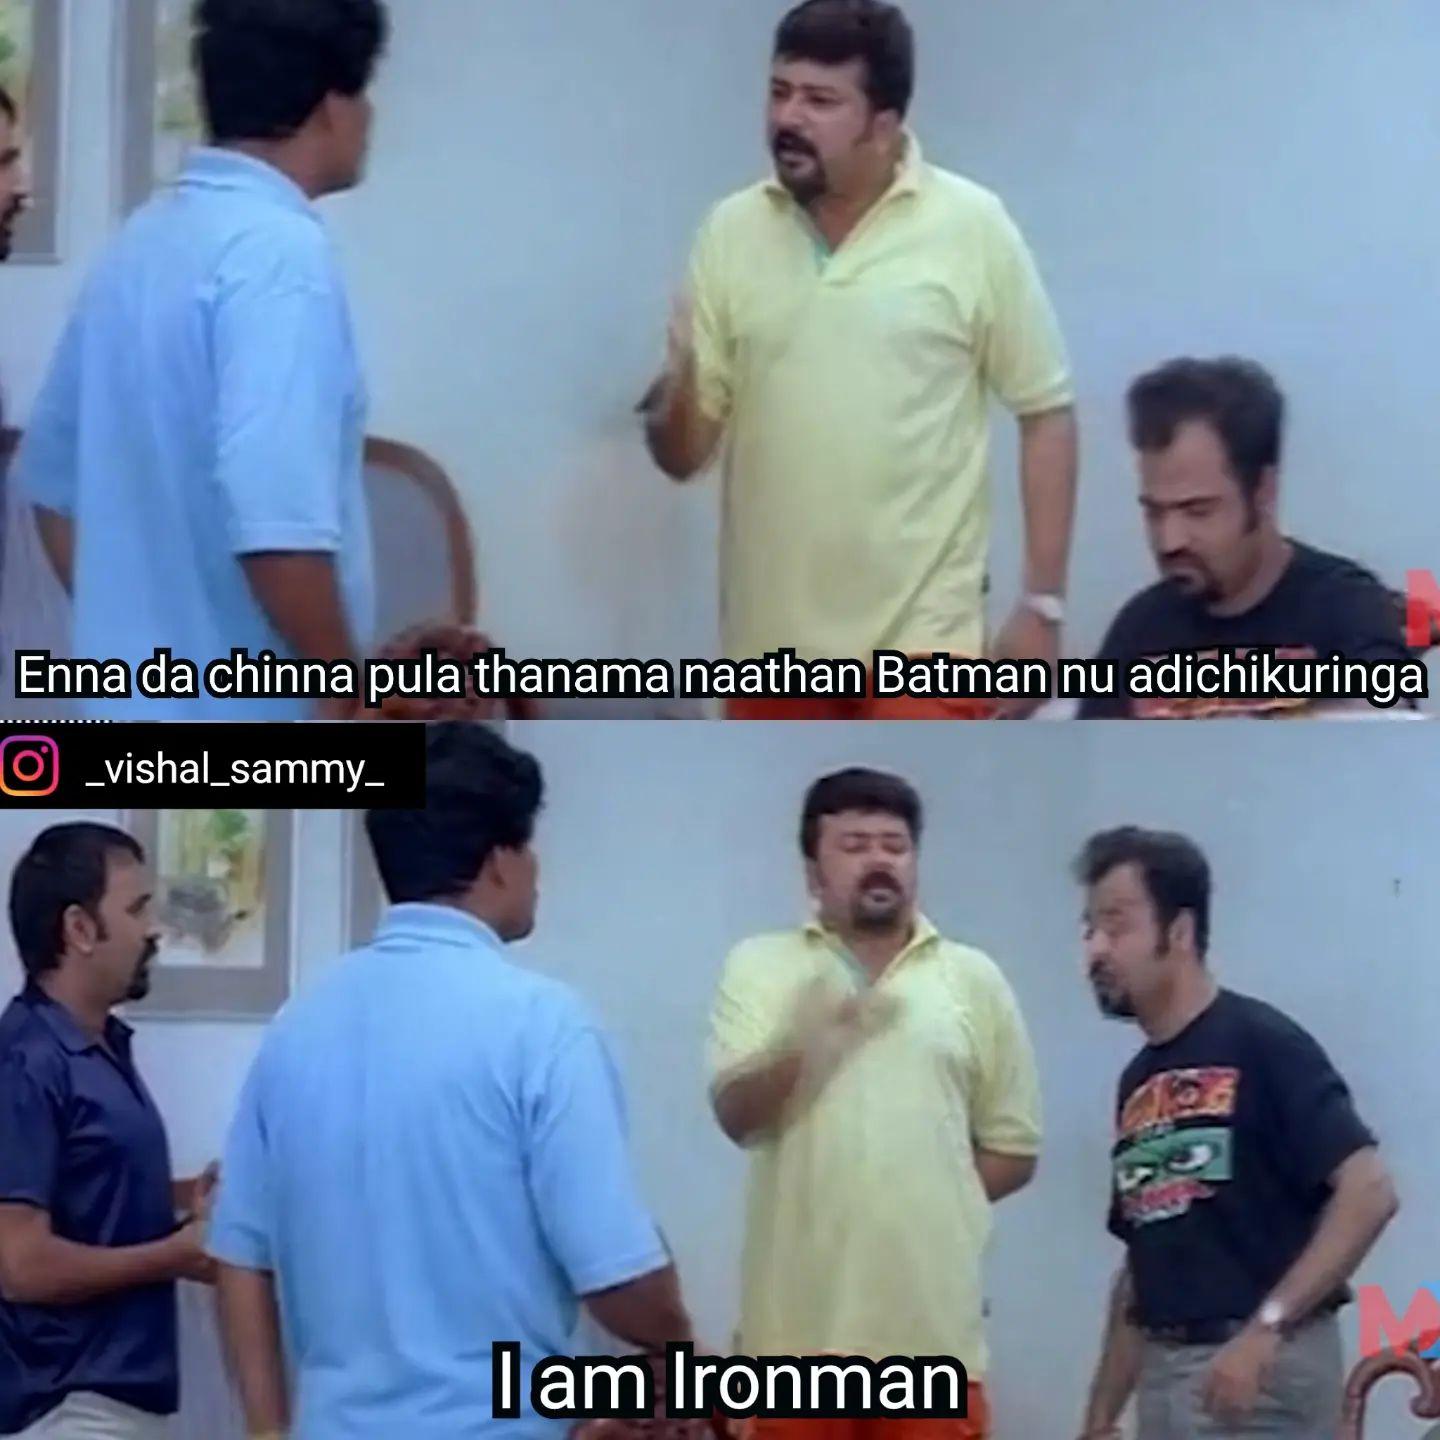 Enna da chinna pula thanama naathan Batman nu adichikuringa
_vishal_sammy_
I am Ironman